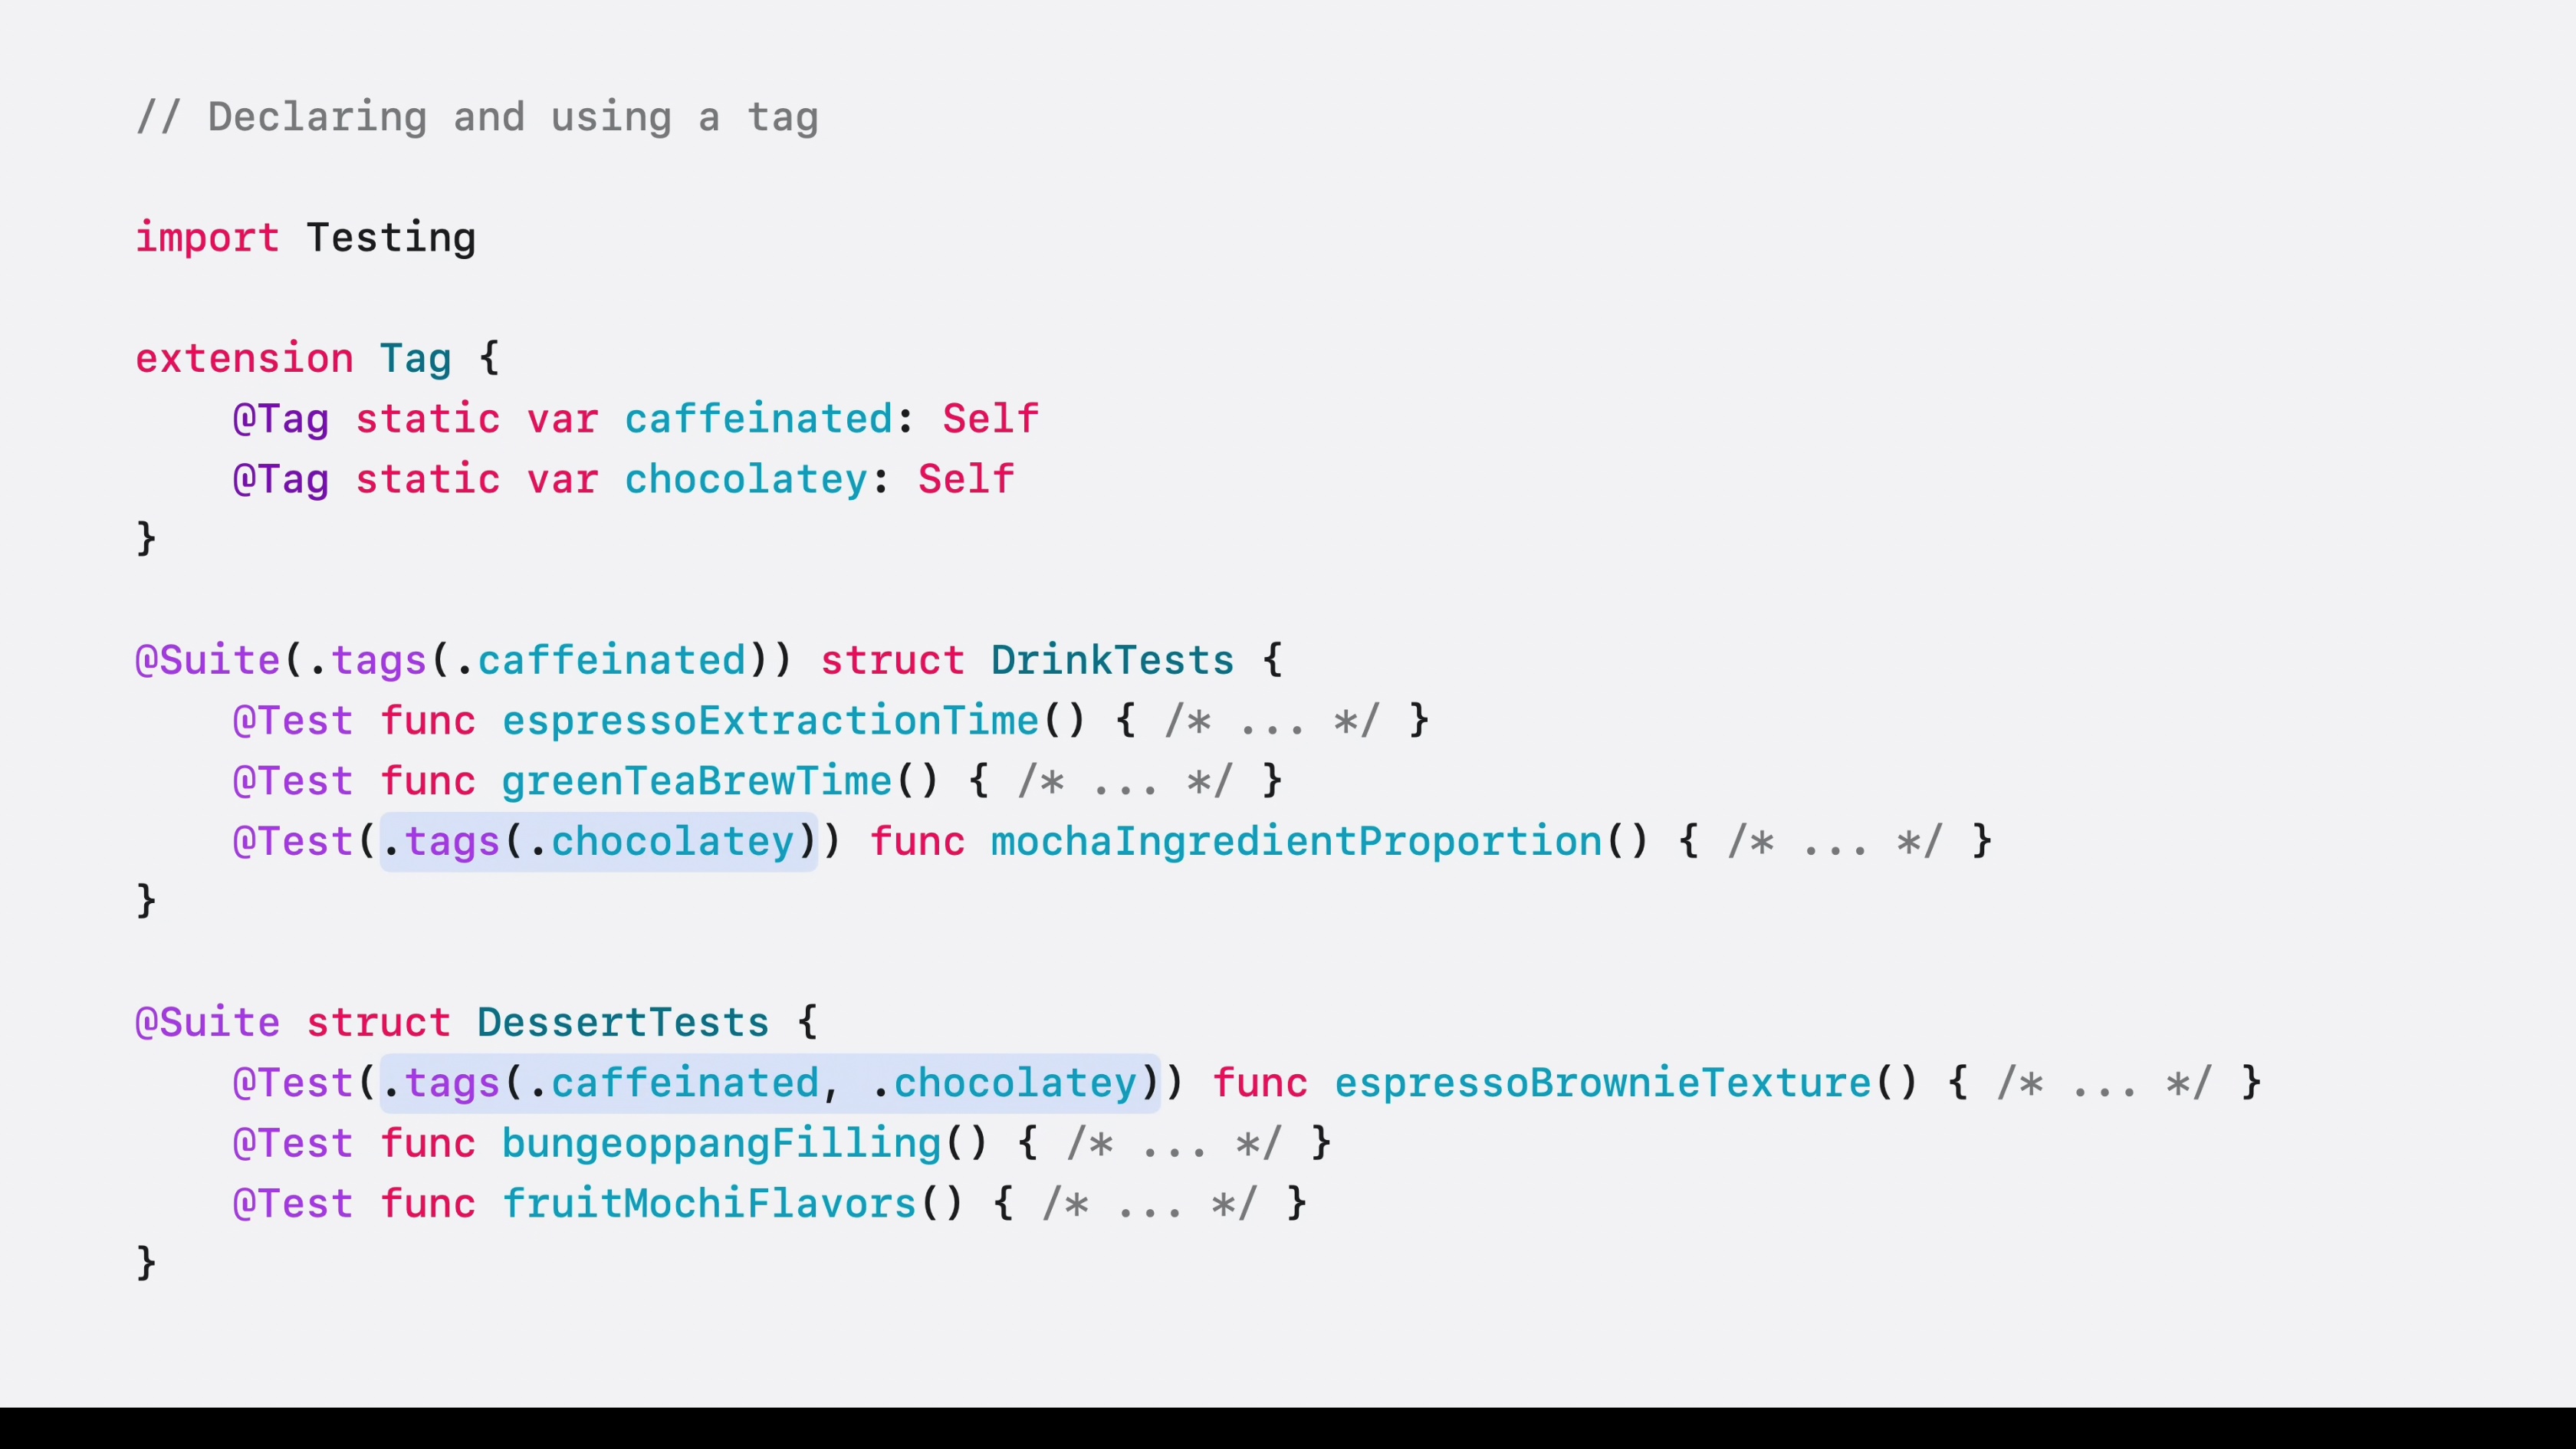 // Declaring and using a tag
import Testing
extension Tag {
    @Tag static var caffeinated: Self
    @Tag static var chocolatey: Self
}
@Suite(.tags(.caffeinated)) struct DrinkTests {
    @Test func espressoExtractionTime() { /* ... */ }
    @Test func greenTeaBrewTime() { /* ... */ }
    @Test(.tags(.chocolatey)) func mochaIngredientProportion() { /* ... */ }
}
@Suite struct DessertTests {
    @Test(.tags(.caffeinated, .chocolatey)) func espressoBrownieTexture() { /* ... */ }
    @Test func bungeoppangFilling() { /* ... */ }
    @Test func fruitMochiFlavors() { /* ... */ }
}